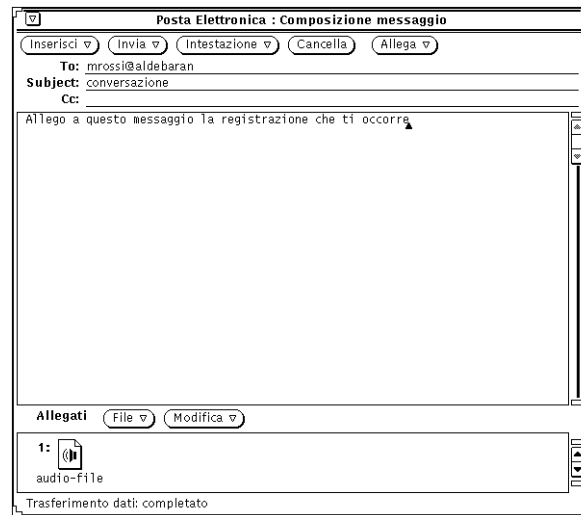 Posta Elettronica : Composizione messaggio
Inserisci Invia Intestazione Cancella Allega
To: mrossi@aldebaran
Subject: conversazione
Cc:
Allego a questo messaggio la registrazione che ti occorre
Allegati File Modifica
1:
audio-file
Trasferimento dati: completato